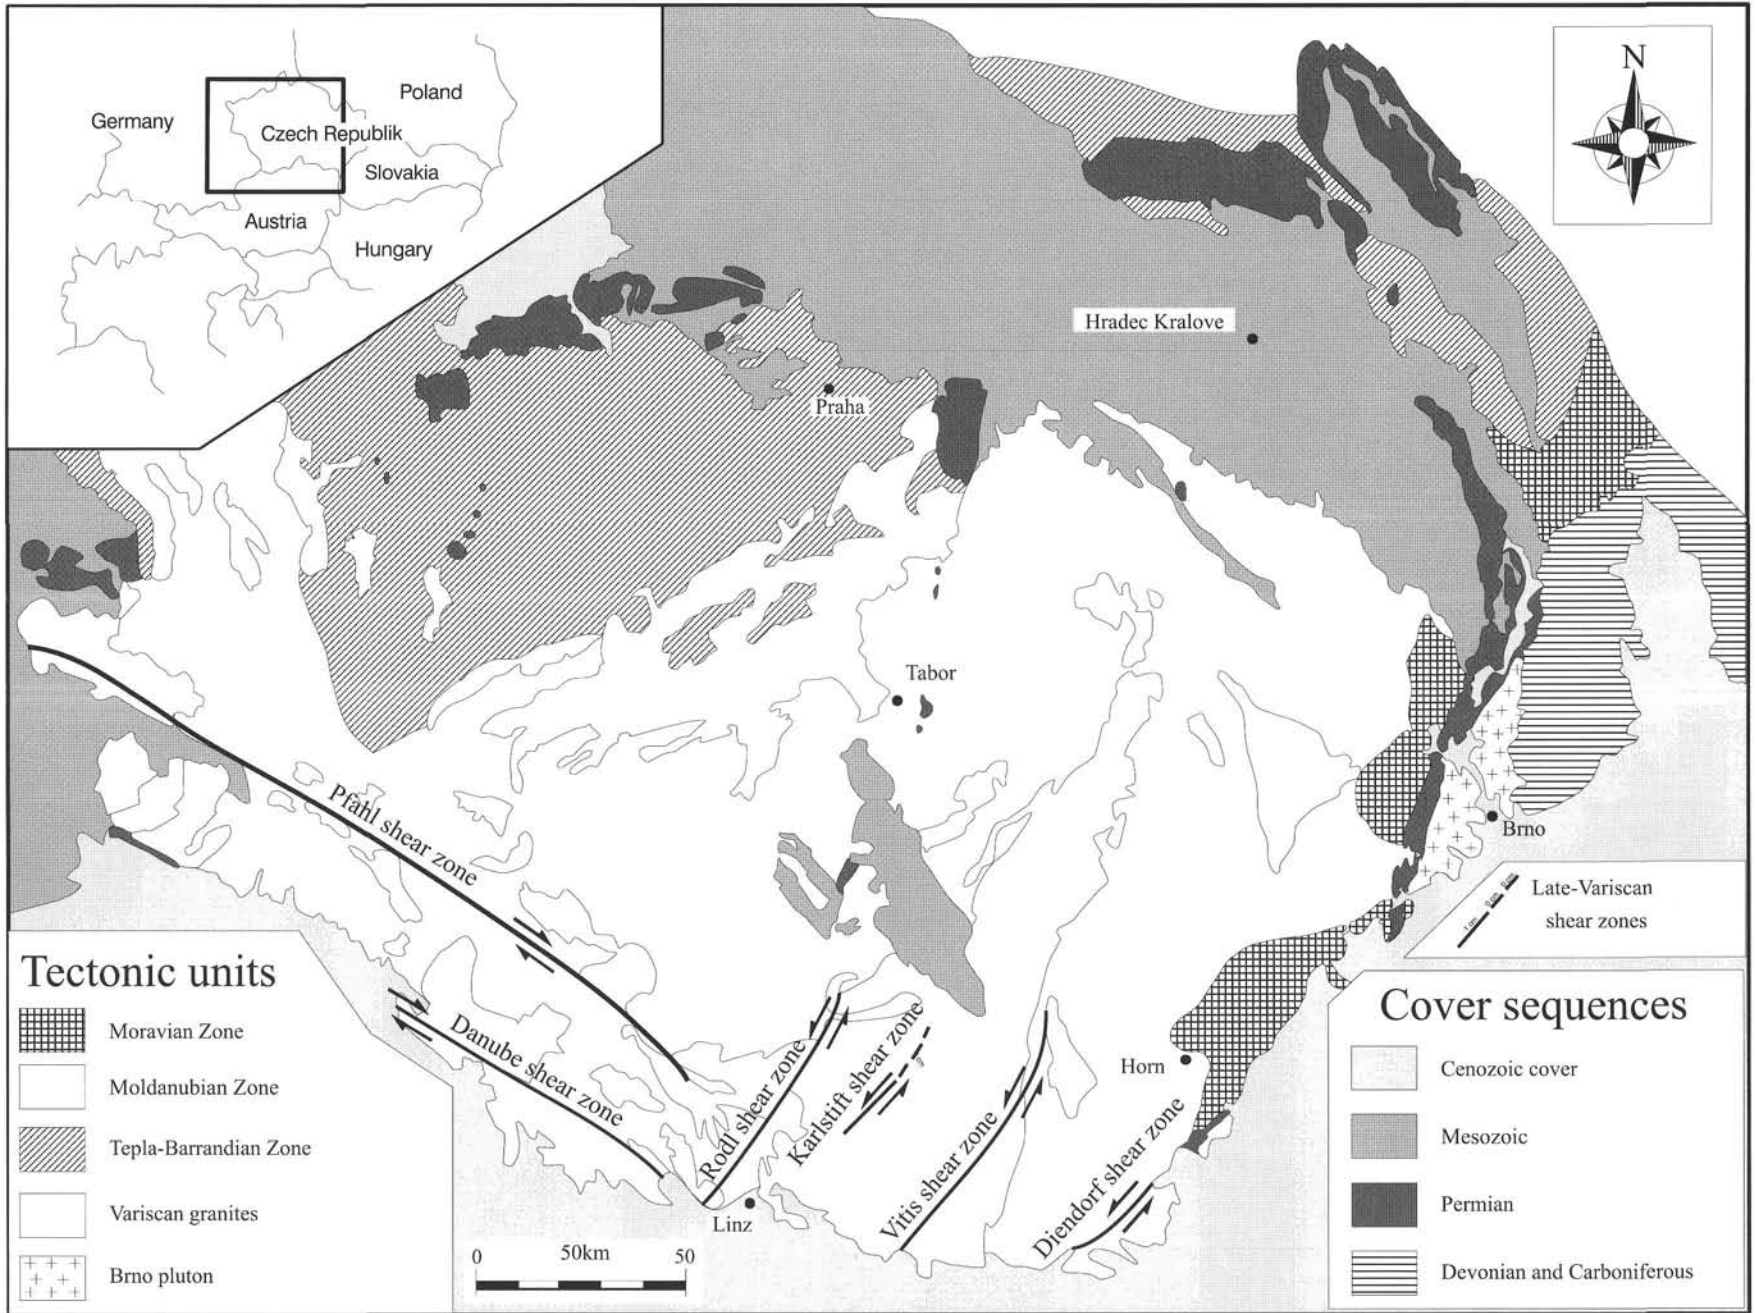 Germany
Poland
Czech Republik
Slovakia
Austria
Hungary
N
Hradec Kralove
Praha
Tabor
Brno
Pfahl shear zone
Danube shear zone
Rodl shear zone
Karlstift shear zone
Vitis shear zone
Diendorf shear zone
Horn
Linz
0 50km 50
Late-Variscan
shear zones
Tectonic units
Moravian Zone
Moldanubian Zone
Tepla-Barrandian Zone
Variscan granites
Brno pluton
Cover sequences
Cenozoic cover
Mesozoic
Permian
Devonian and Carboniferous